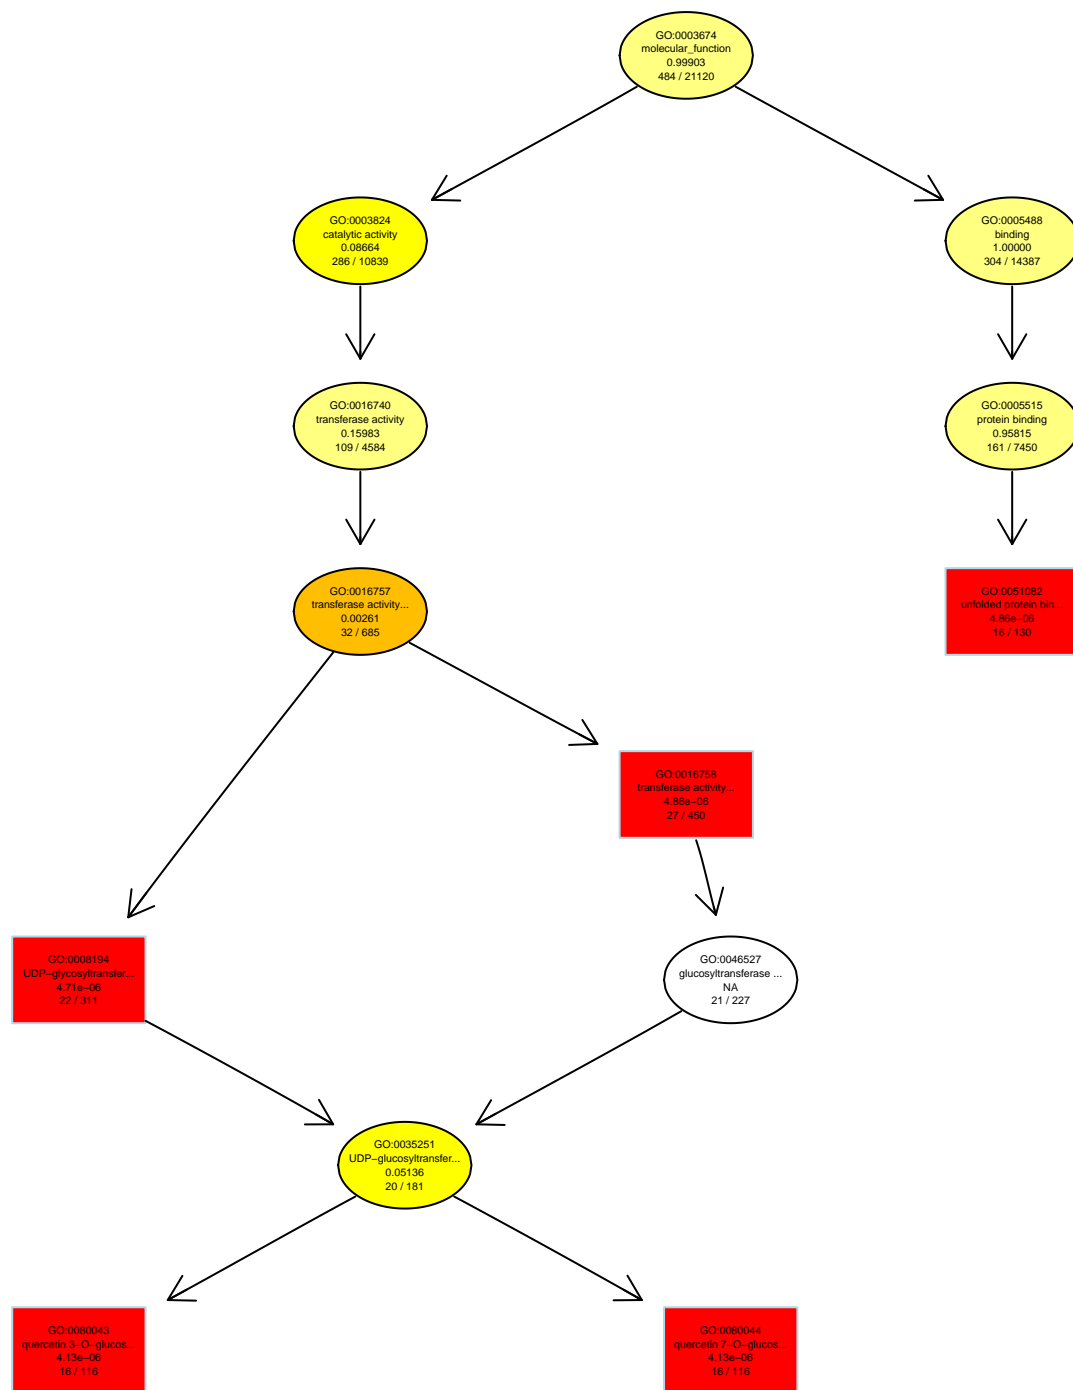 GO:0003674
molecular_function
0.99903
484 / 21120
GO:0003824
catalytic activity
0.08664
286 / 10839
GO:0005488
binding
1.00000
304 / 14387
GO:0016740
transferase activity
0.15983
109 / 4584
GO:0005515
protein binding
0.95815
161 / 7450
GO:0016757
transferase activity...
0.00261
32 / 685
GO:0051082
unfolded protein bin...
4.86e−06
16 / 130
GO:0016758
transferase activity...
4.88e−06
27 / 450
GO:0008194
UDP−glycosyltransfer...
4.71e−06
22 / 311
GO:0046527
glucosyltransferase ...
NA
21 / 227
GO:0035251
UDP−glucosyltransfer...
0.05136
20 / 181
GO:0080043
quercetin 3−O−glucos...
4.13e−06
16 / 116
GO:0080044
quercetin 7−O−glucos...
4.13e−06
16 / 116